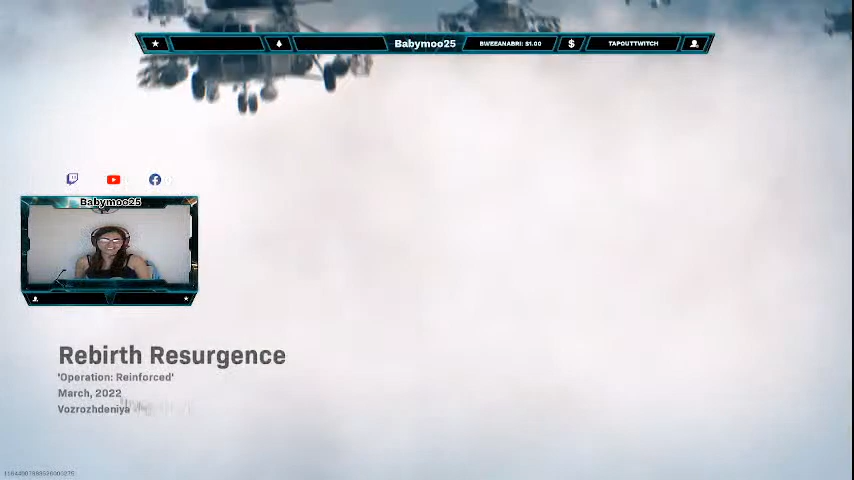 Babymoo25
BWEEANABRI: $1.00
$
TAPOUTTWITCH
Babymoo25
Rebirth Resurgence
'Operation: Reinforced'
March, 2022
Vozrozhdeniya